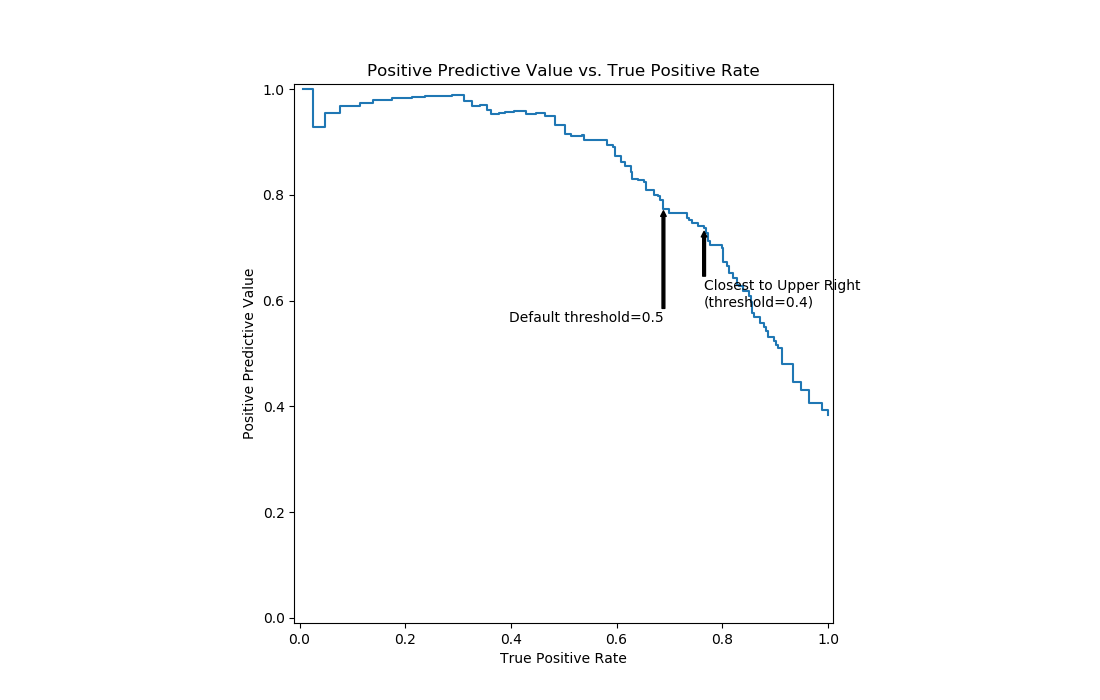 Positive Predictive Value vs. True Positive Rate
1.0
0.8
0.6
0.4
0.2
0.0
Positive Predictive Value
Closest to Upper Right
(threshold=0.4)
Default threshold=0.5
0.0 0.2 0.4 0.6 0.8 1.0
True Positive Rate